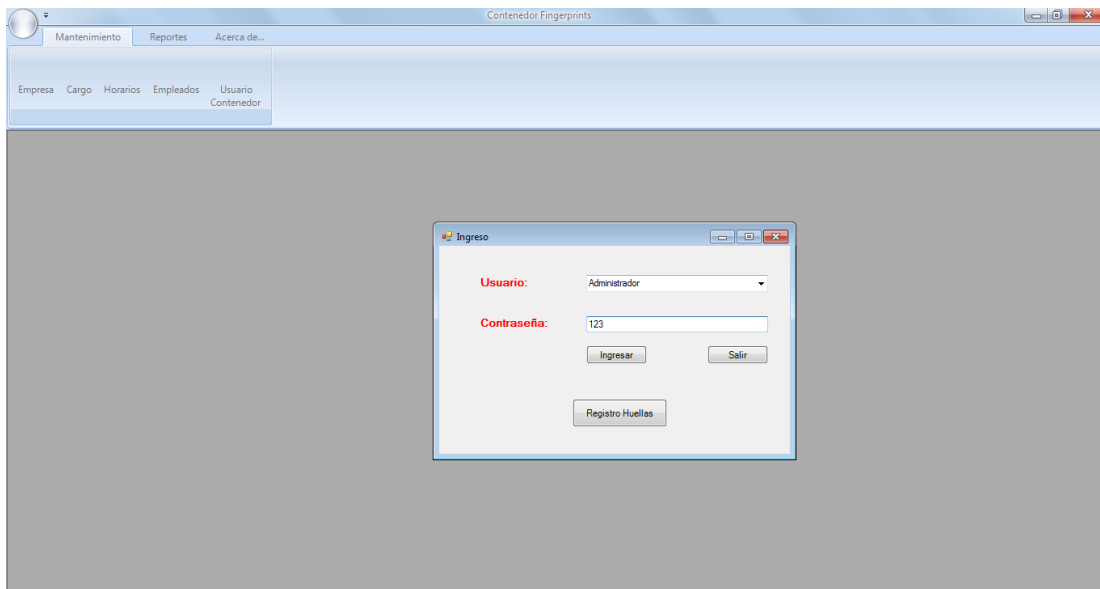 Contenedor Fingerprints
Mantenimiento Reportes Acerca de...
Empresa Cargo Horarios Empleados Usuario
Contenedor
Ingreso
Usuario: Administrador
Contraseña: 123
Ingresar Salir
Registro Huellas